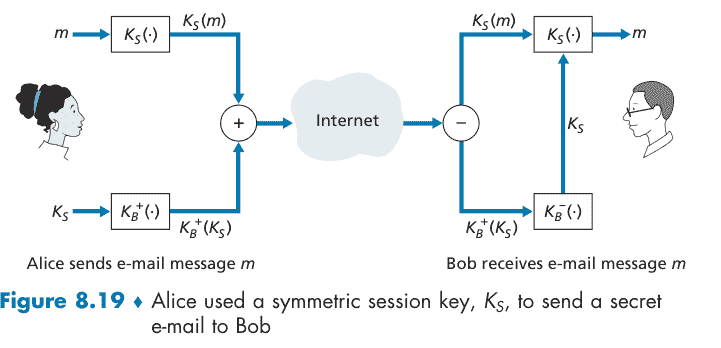 m
K_S(·)
K_S(m)
+
Internet
−
K_S(m)
K_S(·)
m
K_S
K_S
K_B^+(·)
K_B^+(K_S)
K_B^+(K_S)
K_B^-(·)
Alice sends e-mail message m
Bob receives e-mail message m
Figure 8.19 ♦ Alice used a symmetric session key, K_S, to send a secret
e-mail to Bob